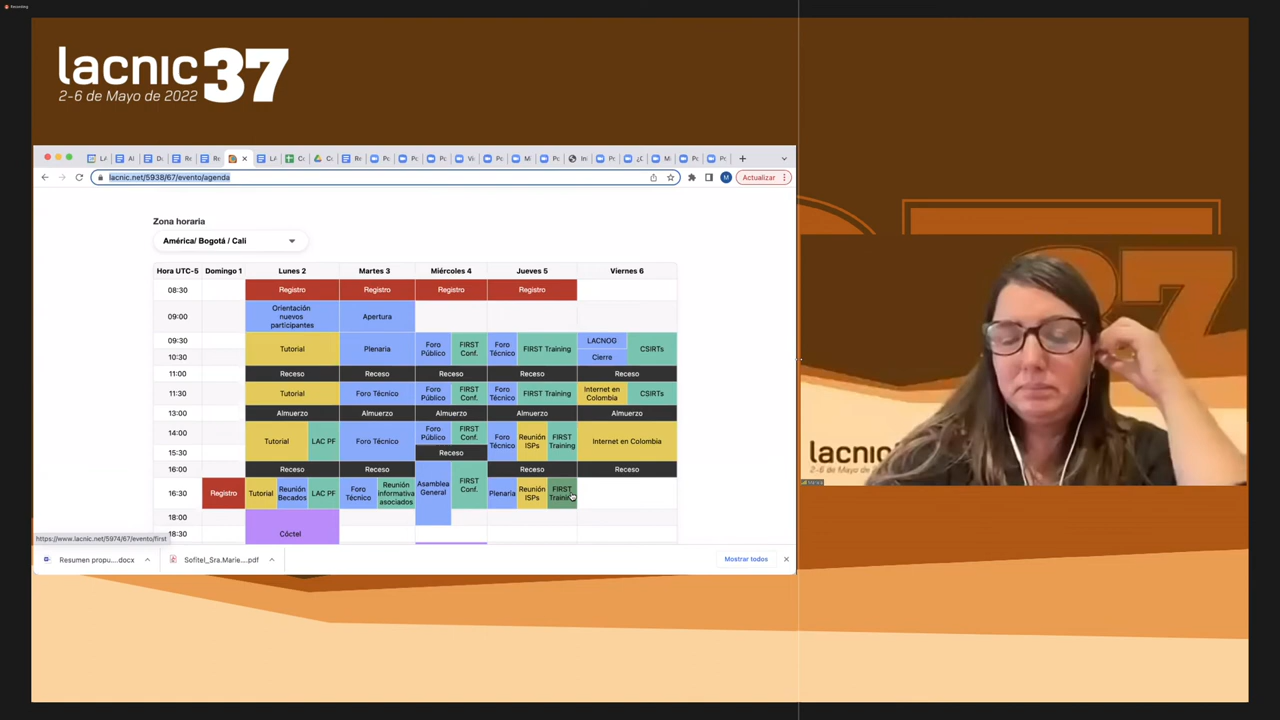 Recording
lacnic 37
2-6 de Mayo de 2022
lacnic.net/5938/67/evento/agenda
Actualizar
Zona horaria
América/ Bogotá / Cali
Hora UTC-5 Domingo 1 Lunes 2 Martes 3 Miércoles 4 Jueves 5 Viernes 6
08:30 Registro Registro Registro Registro
09:00 Orientación nuevos participantes Apertura
09:30 Tutorial Plenaria Foro Público FIRST Conf. Foro Técnico FIRST Training LACNOG CSIRTs
10:30 Cierre
11:00 Receso Receso Receso Receso Receso
11:30 Tutorial Foro Técnico Foro Público FIRST Conf. Foro Técnico FIRST Training Internet en Colombia CSIRTs
13:00 Almuerzo Almuerzo Almuerzo Almuerzo Almuerzo
14:00 Tutorial LAC PF Foro Técnico Foro Público FIRST Conf. Foro Técnico Reunión ISPs FIRST Training Internet en Colombia
15:30 Receso
16:00 Receso Receso Receso Receso
16:30 Registro Tutorial Reunión Becados LAC PF Foro Técnico Reunión informativa asociados Asamblea General FIRST Conf. Plenaria Reunión ISPs FIRST Training
18:00
18:30 Cóctel
https://www.lacnic.net/5974/67/evento/first
Resumen propu....docx
Sofitel_Sra.Marie....pdf
Mostrar todos
lacnic
2-6 de Mayo de 2022